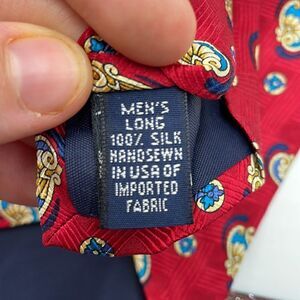 MEN'S
LONG
100% SILK
HANDSEWN
IN USA OF
IMPORTED
FABRIC